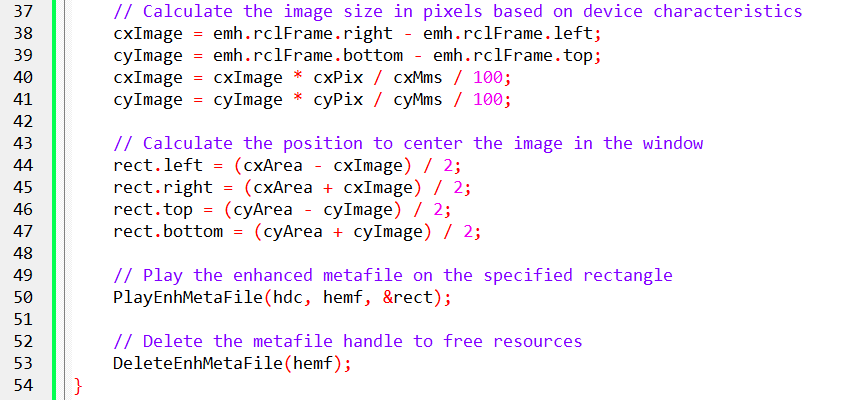 37 // Calculate the image size in pixels based on device characteristics
38 cxImage = emh.rclFrame.right - emh.rclFrame.left;
39 cyImage = emh.rclFrame.bottom - emh.rclFrame.top;
40 cxImage = cxImage * cxPix / cxMms / 100;
41 cyImage = cyImage * cyPix / cyMms / 100;
42
43 // Calculate the position to center the image in the window
44 rect.left = (cxArea - cxImage) / 2;
45 rect.right = (cxArea + cxImage) / 2;
46 rect.top = (cyArea - cyImage) / 2;
47 rect.bottom = (cyArea + cyImage) / 2;
48
49 // Play the enhanced metafile on the specified rectangle
50 PlayEnhMetaFile(hdc, hemf, &rect);
51
52 // Delete the metafile handle to free resources
53 DeleteEnhMetaFile(hemf);
54 }